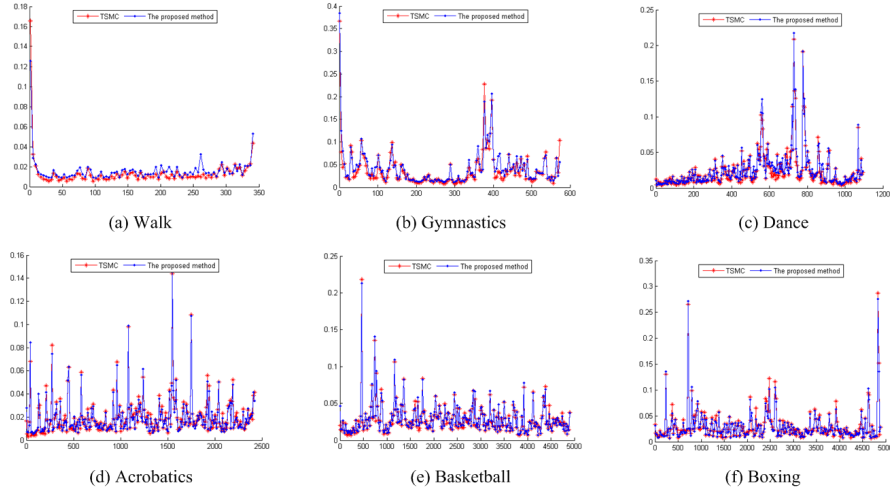 TSMC The proposed method
0.18
0.16
0.14
0.12
0.1
0.08
0.06
0.04
0.02
0
0 50 100 150 200 250 300 350
(a) Walk
TSMC The proposed method
0.4
0.35
0.3
0.25
0.2
0.15
0.1
0.05
0
0 100 200 300 400 500 600
(b) Gymnastics
TSMC The proposed method
0.25
0.2
0.15
0.1
0.05
0
0 200 400 600 800 1000 1200
(c) Dance
TSMC The proposed method
0.16
0.14
0.12
0.1
0.08
0.06
0.04
0.02
0
0 500 1000 1500 2000 2500
(d) Acrobatics
TSMC The proposed method
0.25
0.2
0.15
0.1
0.05
0
0 500 1000 1500 2000 2500 3000 3500 4000 4500 5000
(e) Basketball
TSMC The proposed method
0.35
0.3
0.25
0.2
0.15
0.1
0.05
0
0 500 1000 1500 2000 2500 3000 3500 4000 4500 5000
(f) Boxing